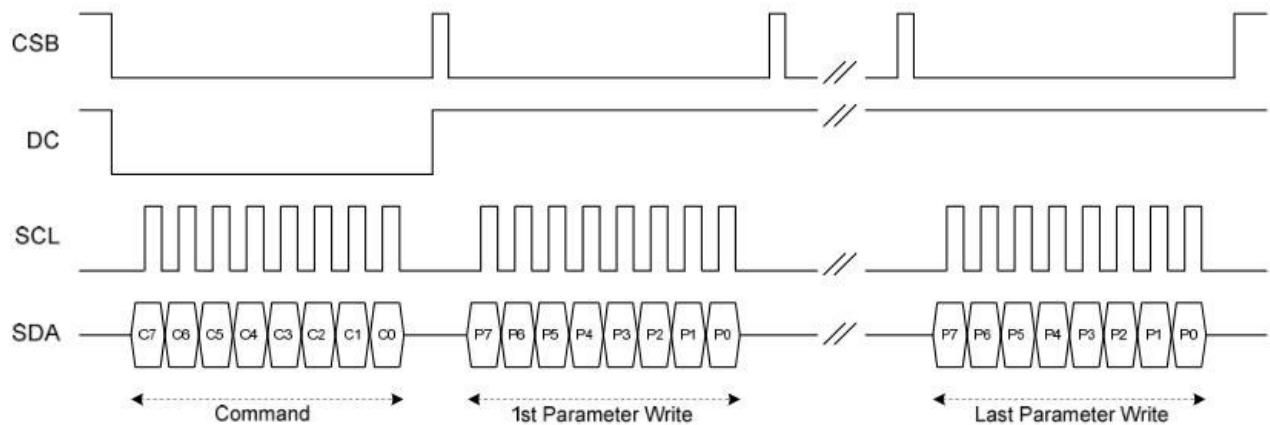 CSB
DC
SCL
SDA
C7 C6 C5 C4 C3 C2 C1 C0 P7 P6 P5 P4 P3 P2 P1 P0 P7 P6 P5 P4 P3 P2 P1 P0
Command 1st Parameter Write Last Parameter Write